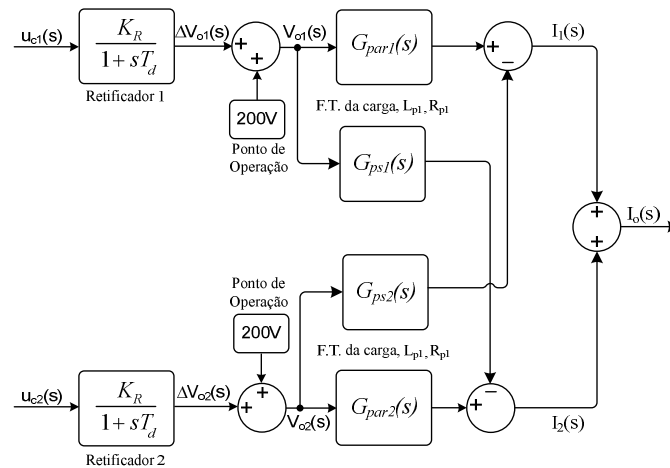 u_c1(s)
K_R
1 + sT_d
Retificador 1
ΔV_o1(s)
+
+
200V
Ponto de
Operação
V_o1(s)
G_par1(s)
F.T. da carga, L_p1, R_p1
G_ps1(s)
+
−
I_1(s)
+
+
I_o(s)
Ponto de
Operação
200V
G_ps2(s)
F.T. da carga, L_p1, R_p1
u_c2(s)
K_R
1 + sT_d
Retificador 2
ΔV_o2(s)
+
+
V_o2(s)
G_par2(s)
−
+
I_2(s)